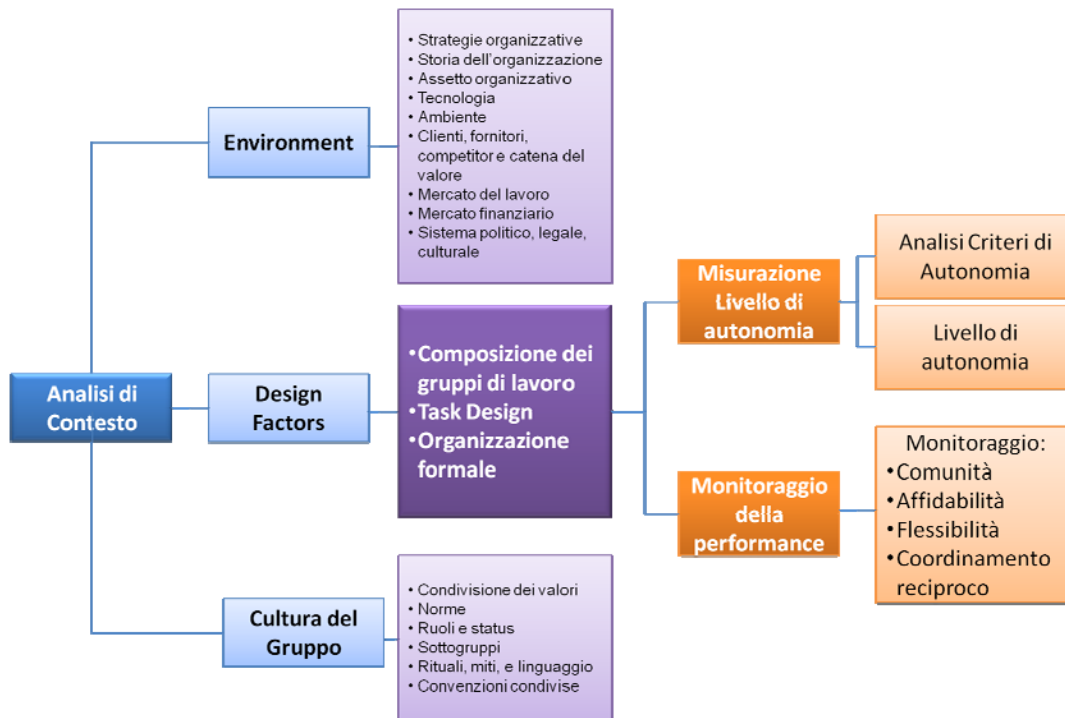 • Strategie organizzative
• Storia dell'organizzazione
• Assetto organizzativo
• Tecnologia
• Ambiente
• Clienti, fornitori,
competitor e catena del
valore
• Mercato del lavoro
• Mercato finanziario
• Sistema politico, legale,
culturale
Environment
Analisi di
Contesto
Design
Factors
•Composizione dei
gruppi di lavoro
•Task Design
•Organizzazione
formale
Misurazione
Livello di
autonomia
Analisi Criteri di
Autonomia
Livello di
autonomia
Monitoraggio
della
performance
Monitoraggio:
•Comunità
•Affidabilità
•Flessibilità
•Coordinamento
reciproco
Cultura del
Gruppo
• Condivisione dei valori
• Norme
• Ruoli e status
• Sottogruppi
• Rituali, miti, e linguaggio
• Convenzioni condivise